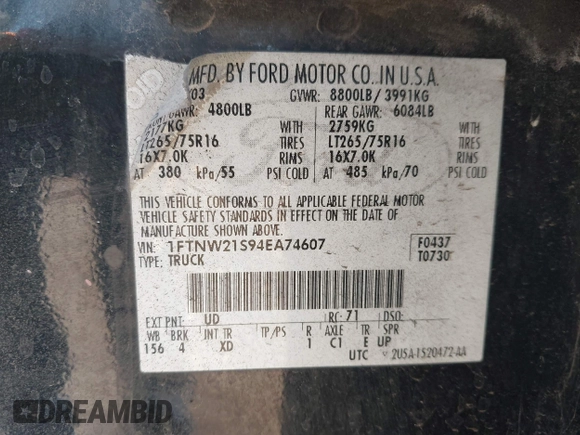 MFD. BY FORD MOTOR CO. IN U.S.A.
03 GVWR: 8800LB/3991KG
GAWR: 4800LB REAR GAWR: 6084LB
2177KG WITH 2759KG WITH
LT265/75R16 TIRES LT265/75R16 TIRES
16X7.0K RIMS 16X7.0K RIMS
AT 380 kPa/55 PSI COLD AT 485 kPa/70 PSI COLD
THIS VEHICLE CONFORMS TO ALL APPLICABLE FEDERAL MOTOR
VEHICLE SAFETY STANDARDS IN EFFECT ON THE DATE OF
MANUFACTURE SHOWN ABOVE.
VIN: 1FTNW21S94EA74607 F0437
TYPE: TRUCK T0730
EXT PNT: UD RC: 71 DSO:
WB BRK INT TR TP/PS R AXLE TR SPR
156 4 XD 1 C1 E UP
UTC 2U5A-1520472-AA
DREAMBID